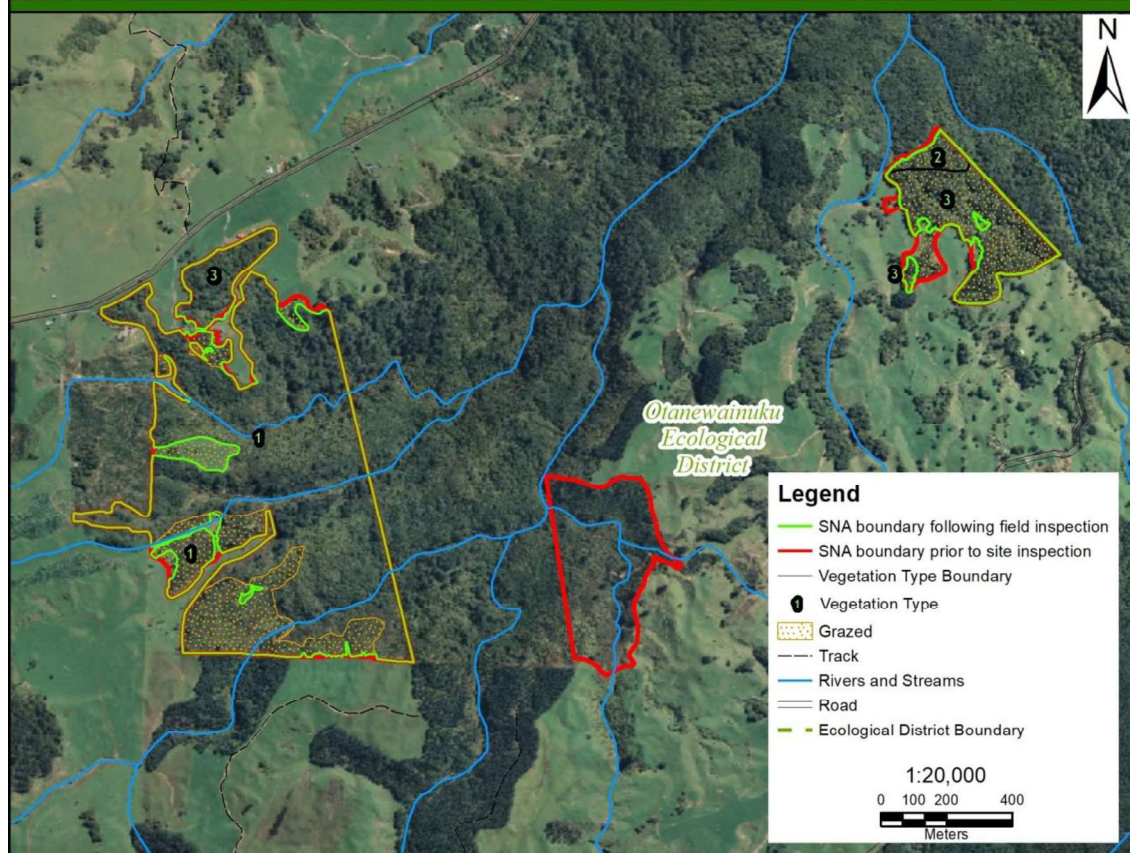 N
2
3
3
3
1
1
Otanewainuku
Ecological
District
Legend
SNA boundary following field inspection
SNA boundary prior to site inspection
Vegetation Type Boundary
1 Vegetation Type
Grazed
Track
Rivers and Streams
Road
Ecological District Boundary
1:20,000
0 100 200 400
Meters